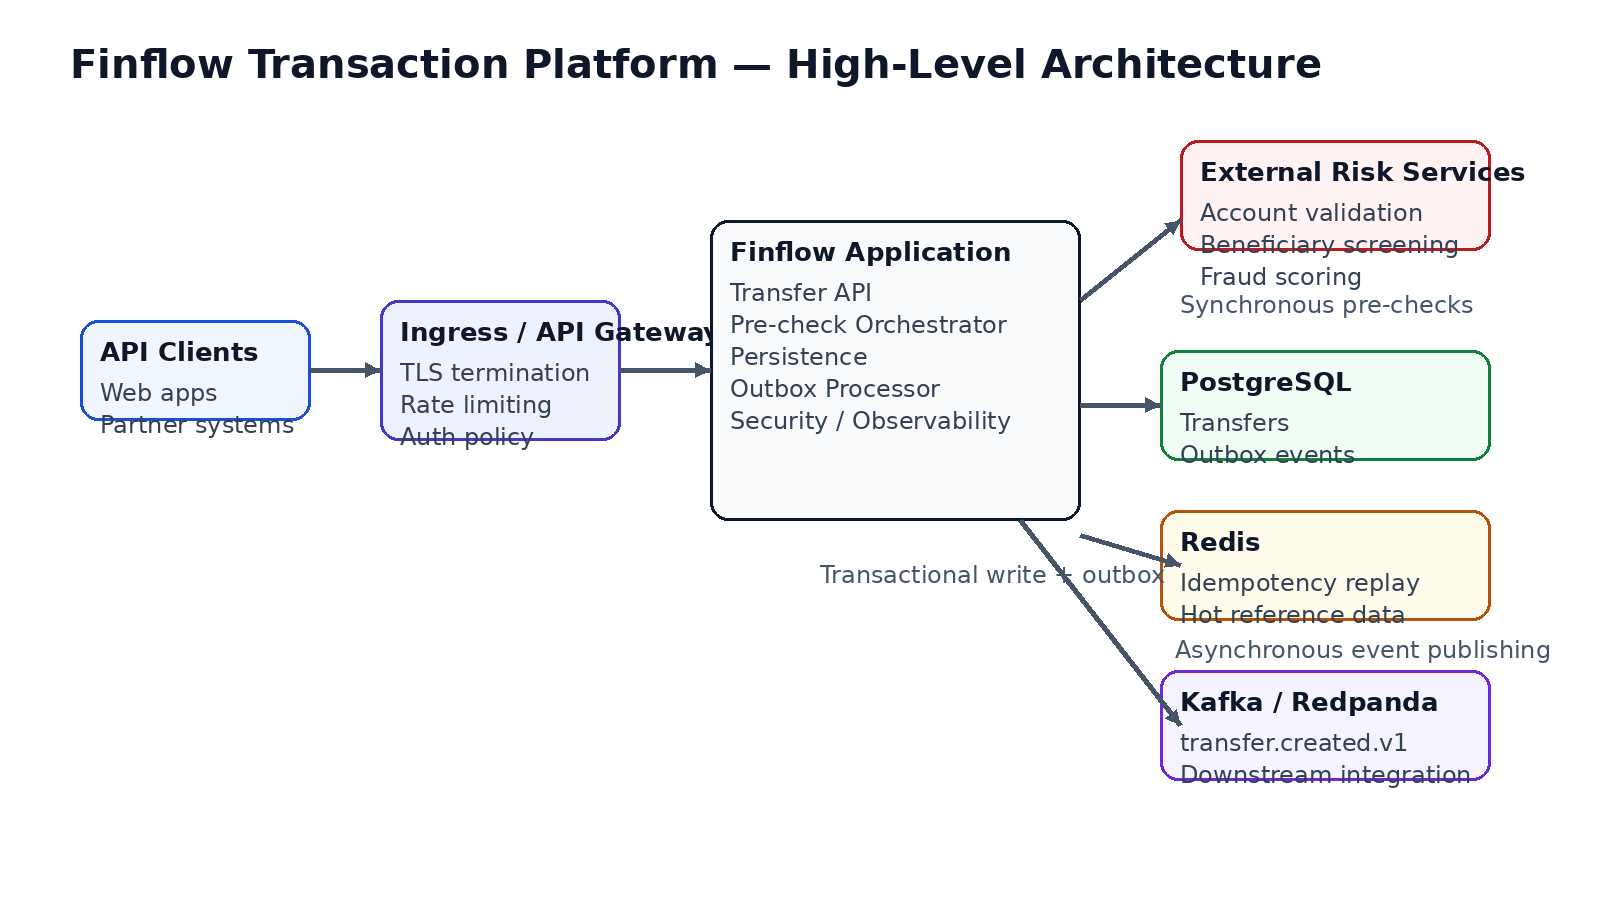 Finflow Transaction Platform — High-Level Architecture
API Clients
Web apps
Partner systems
Ingress / API Gateway
TLS termination
Rate limiting
Auth policy
Finflow Application
Transfer API
Pre-check Orchestrator
Persistence
Outbox Processor
Security / Observability
External Risk Services
Account validation
Beneficiary screening
Fraud scoring
Synchronous pre-checks
PostgreSQL
Transfers
Outbox events
Transactional write + outbox
Redis
Idempotency replay
Hot reference data
Asynchronous event publishing
Kafka / Redpanda
transfer.created.v1
Downstream integration